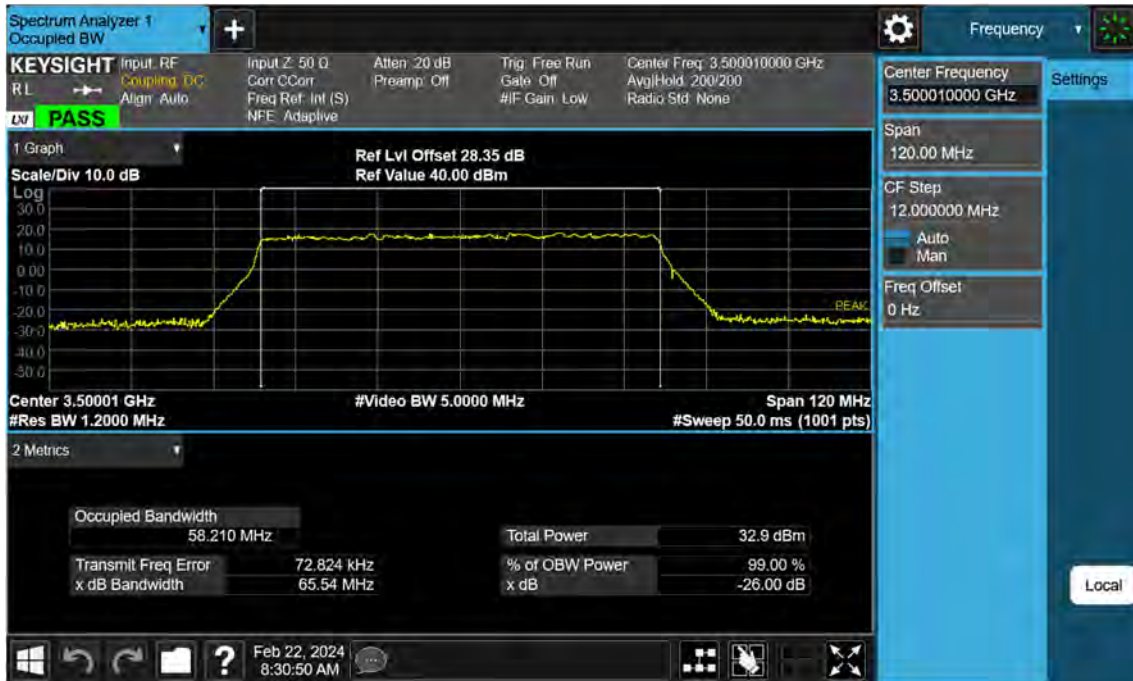 Spectrum Analyzer 1
Occupied BW
+
Frequency
KEYSIGHT
RL
LXI
PASS
Input: RF
Coupling: DC
Align: Auto
Input Z: 50 Ω
Corr CCorr
Freq Ref: Int (S)
NFE: Adaptive
Atten: 20 dB
Preamp: Off
Trig: Free Run
Gate: Off
#IF Gain: Low
Center Freq: 3.500010000 GHz
Avg|Hold: 200/200
Radio Std: None
Center Frequency
3.500010000 GHz
Settings
Span
120.00 MHz
CF Step
12.000000 MHz
Auto
Man
Freq Offset
0 Hz
1 Graph
Scale/Div 10.0 dB
Ref Lvl Offset 28.35 dB
Ref Value 40.00 dBm
Log
30.0
20.0
10.0
0.00
-10.0
-20.0
-30.0
-40.0
-50.0
PEAK
Center 3.50001 GHz
#Video BW 5.0000 MHz
Span 120 MHz
#Res BW 1.2000 MHz
#Sweep 50.0 ms (1001 pts)
2 Metrics
Occupied Bandwidth
58.210 MHz
Total Power 32.9 dBm
Transmit Freq Error 72.824 kHz
% of OBW Power 99.00 %
x dB Bandwidth 65.54 MHz
x dB -26.00 dB
Local
?
Feb 22, 2024
8:30:50 AM